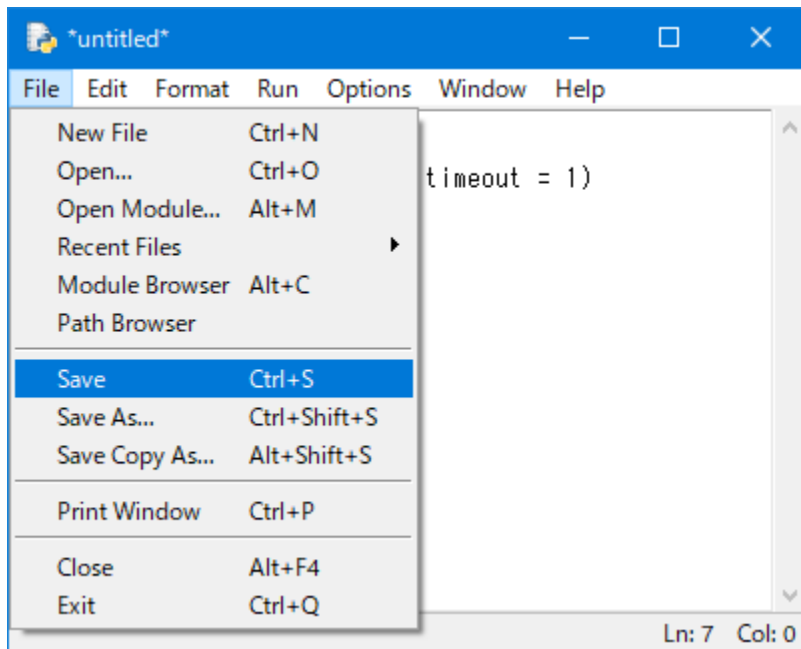 *untitled*
File Edit Format Run Options Window Help
New File Ctrl+N
Open... Ctrl+O
timeout = 1)
Open Module... Alt+M
Recent Files
Module Browser Alt+C
Path Browser
Save Ctrl+S
Save As... Ctrl+Shift+S
Save Copy As... Alt+Shift+S
Print Window Ctrl+P
Close Alt+F4
Exit Ctrl+Q
Ln: 7 Col: 0